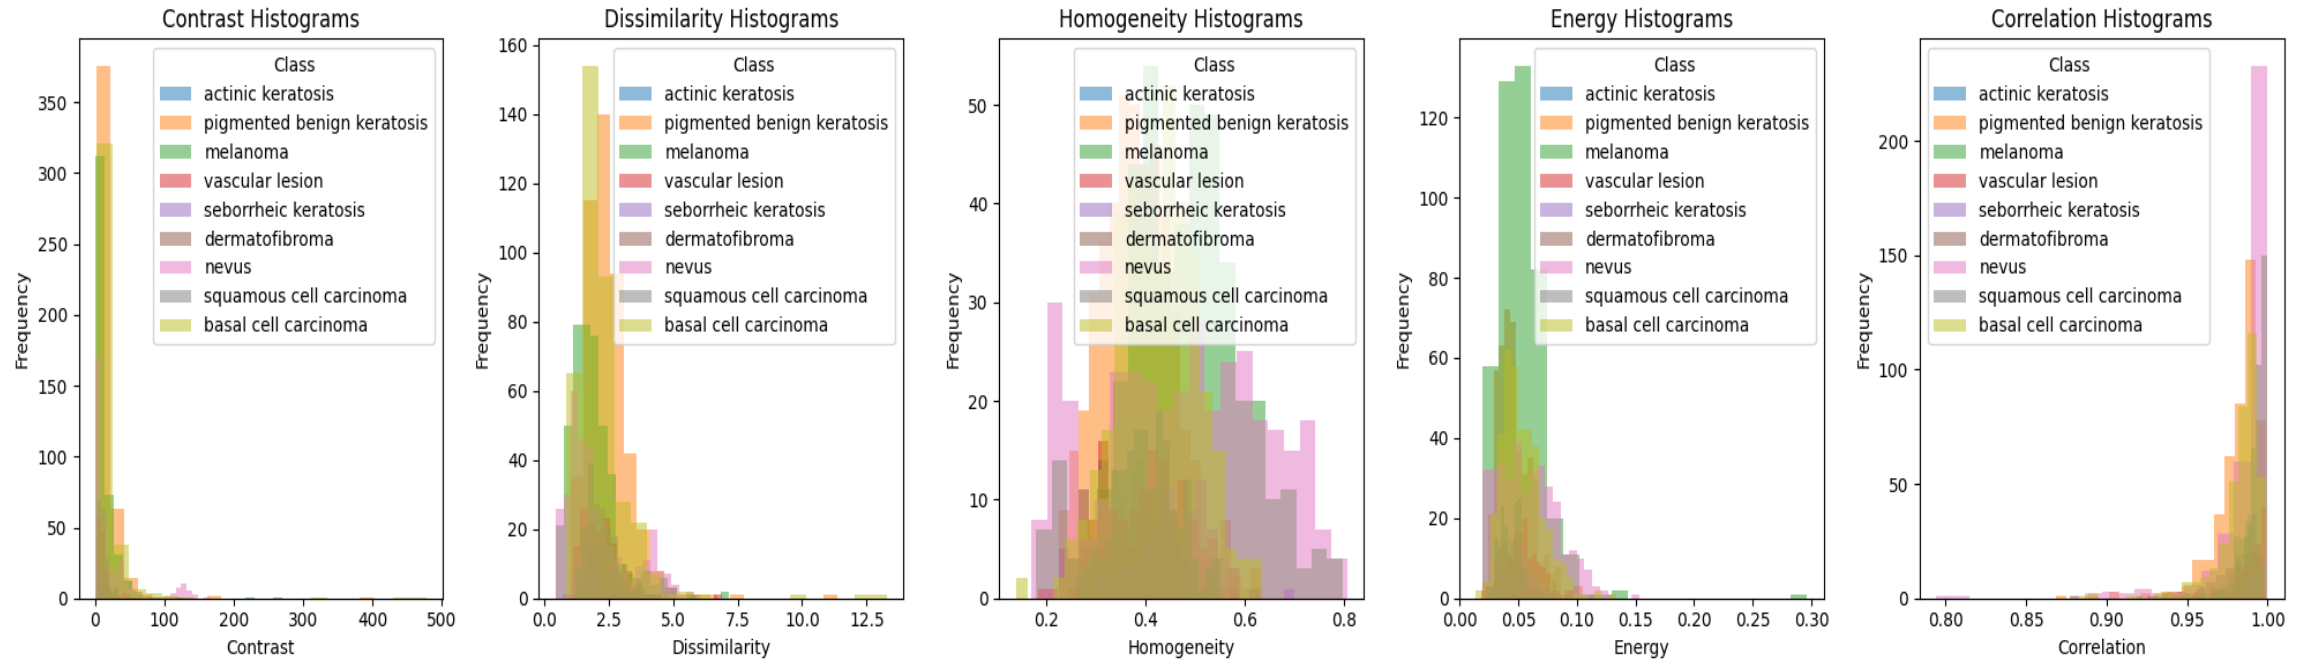 Contrast Histograms
Class
actinic keratosis
pigmented benign keratosis
melanoma
vascular lesion
seborrheic keratosis
dermatofibroma
nevus
squamous cell carcinoma
basal cell carcinoma
Frequency
350
300
250
200
150
100
50
0
0 100 200 300 400 500
Contrast
Dissimilarity Histograms
Class
actinic keratosis
pigmented benign keratosis
melanoma
vascular lesion
seborrheic keratosis
dermatofibroma
nevus
squamous cell carcinoma
basal cell carcinoma
Frequency
160
140
120
100
80
60
40
20
0
0.0 2.5 5.0 7.5 10.0 12.5
Dissimilarity
Homogeneity Histograms
Class
actinic keratosis
pigmented benign keratosis
melanoma
vascular lesion
seborrheic keratosis
dermatofibroma
nevus
squamous cell carcinoma
basal cell carcinoma
Frequency
50
40
30
20
10
0
0.2 0.4 0.6 0.8
Homogeneity
Energy Histograms
Class
actinic keratosis
pigmented benign keratosis
melanoma
vascular lesion
seborrheic keratosis
dermatofibroma
nevus
squamous cell carcinoma
basal cell carcinoma
Frequency
120
100
80
60
40
20
0
0.00 0.05 0.10 0.15 0.20 0.25 0.30
Energy
Correlation Histograms
Class
actinic keratosis
pigmented benign keratosis
melanoma
vascular lesion
seborrheic keratosis
dermatofibroma
nevus
squamous cell carcinoma
basal cell carcinoma
Frequency
200
150
100
50
0
0.80 0.85 0.90 0.95 1.00
Correlation